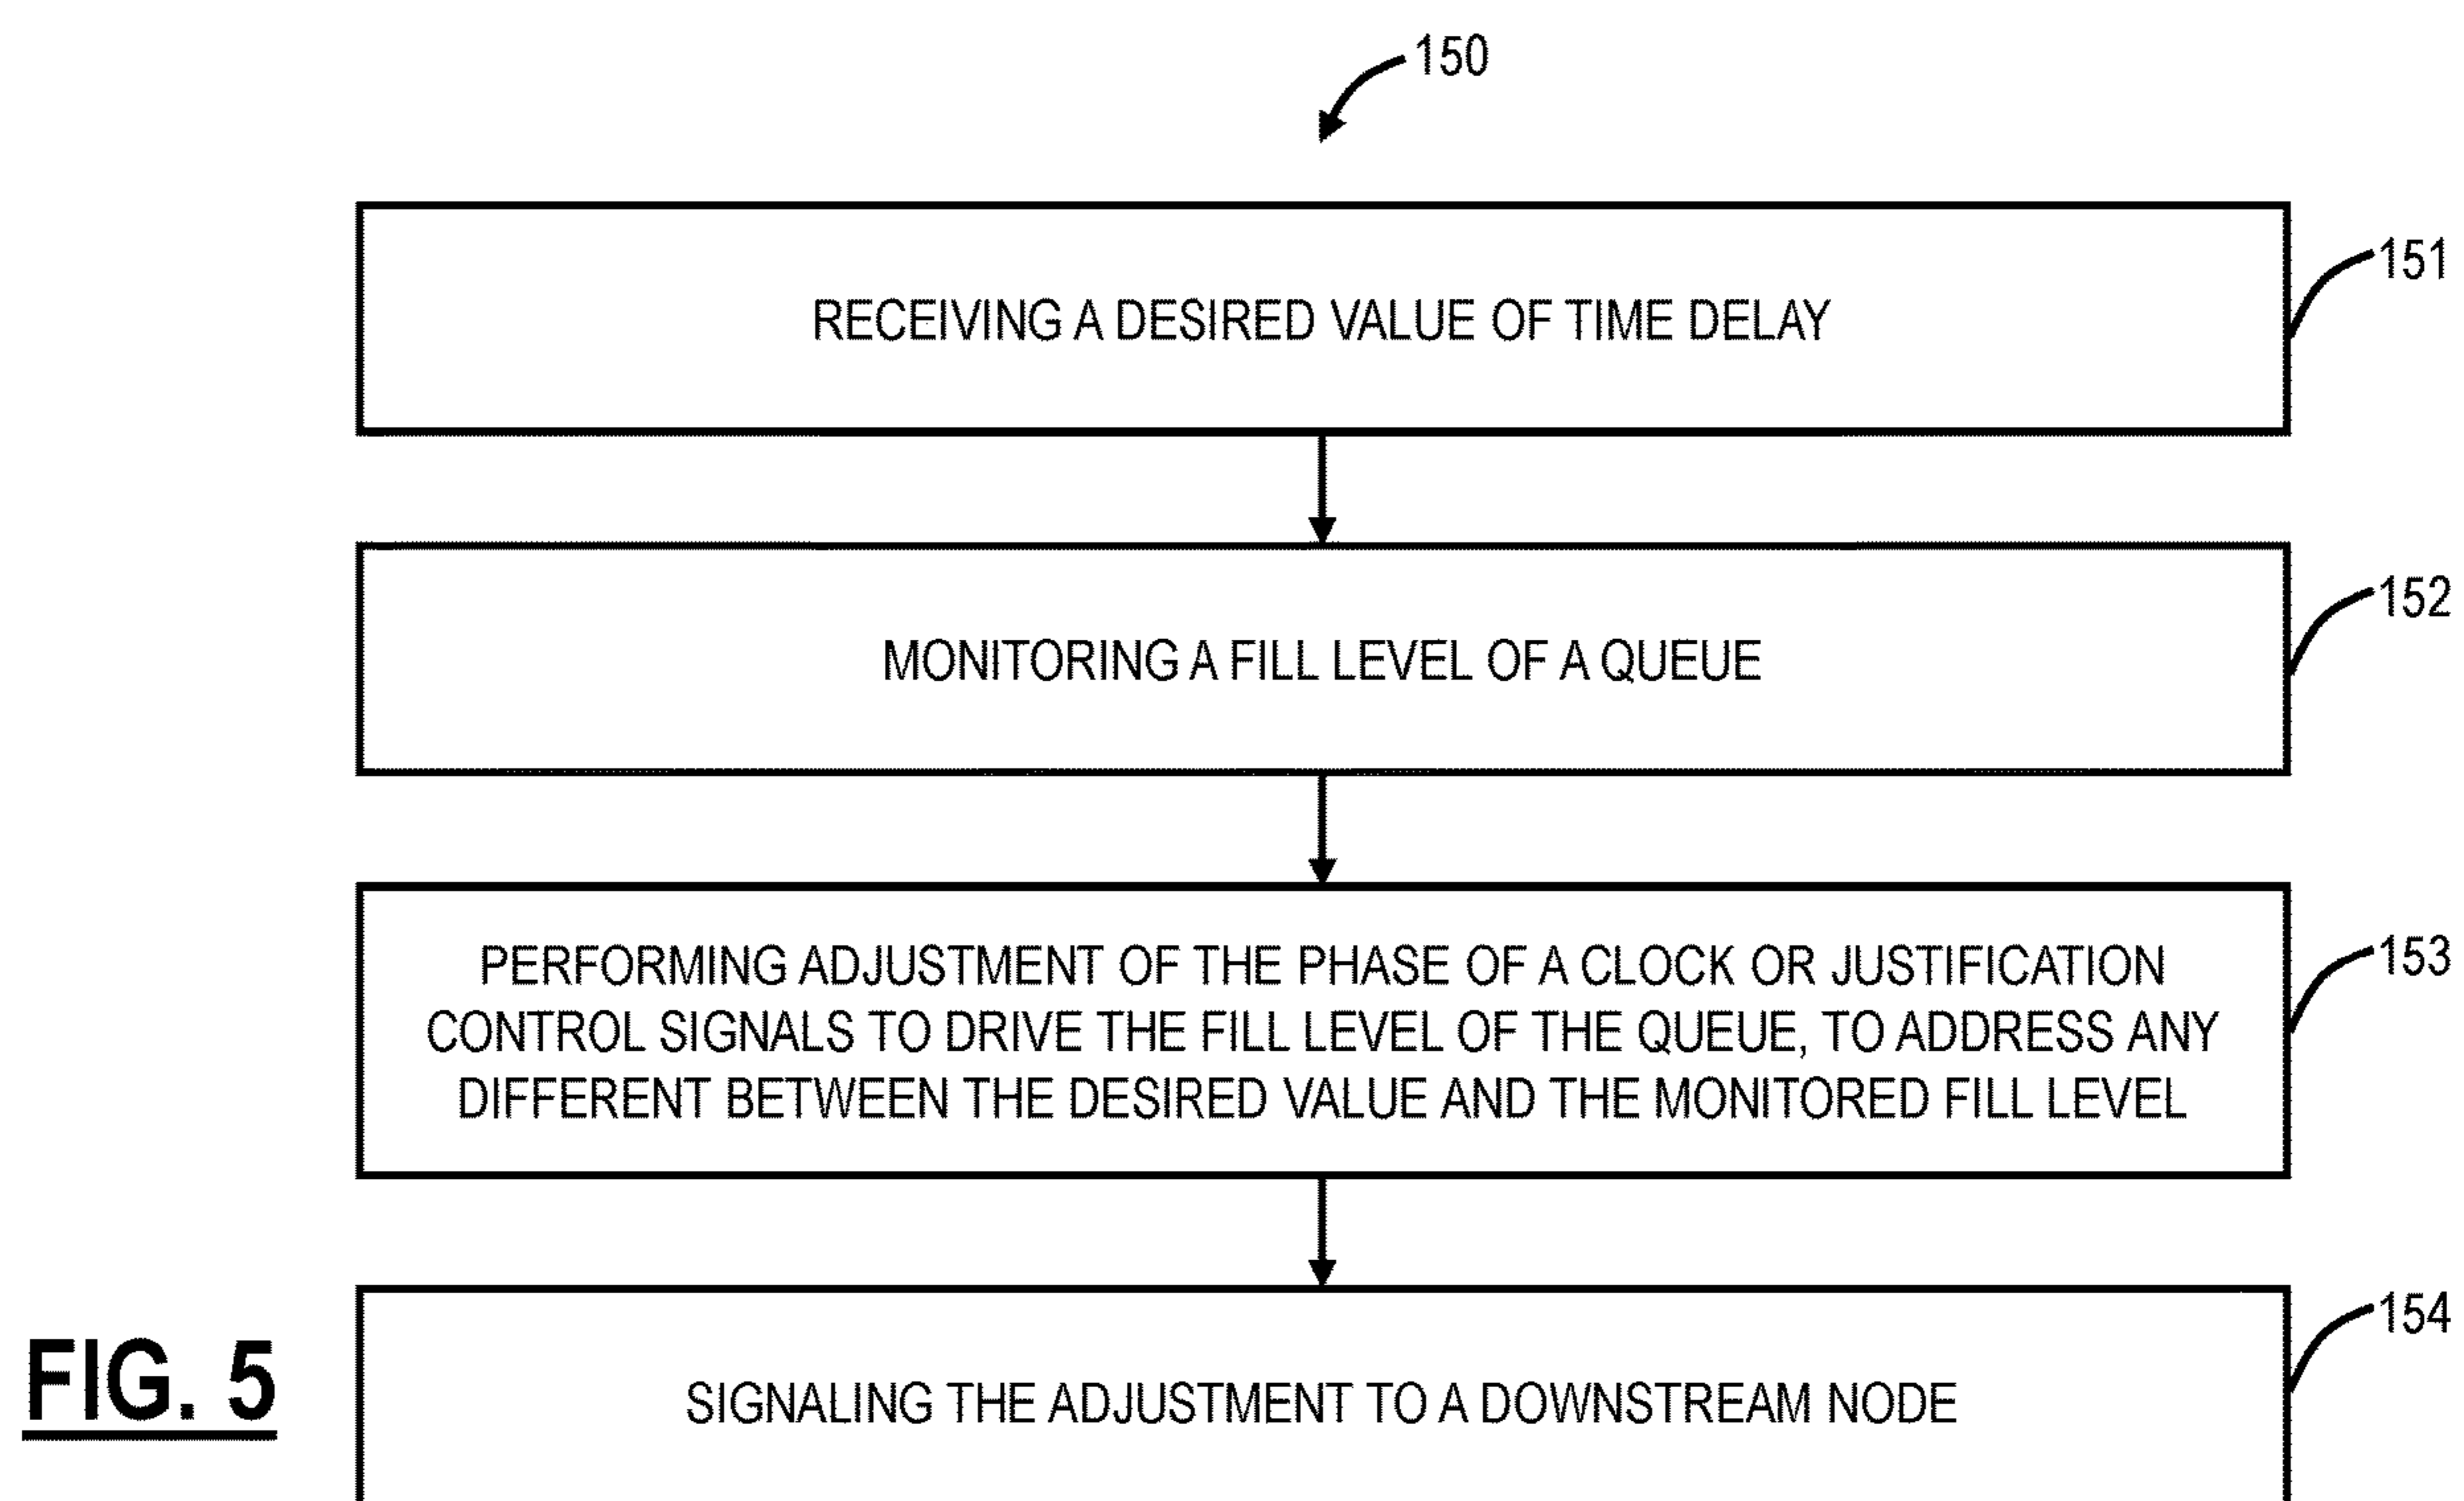 150
RECEIVING A DESIRED VALUE OF TIME DELAY
151
MONITORING A FILL LEVEL OF A QUEUE
152
PERFORMING ADJUSTMENT OF THE PHASE OF A CLOCK OR JUSTIFICATION
CONTROL SIGNALS TO DRIVE THE FILL LEVEL OF THE QUEUE, TO ADDRESS ANY
DIFFERENT BETWEEN THE DESIRED VALUE AND THE MONITORED FILL LEVEL
153
SIGNALING THE ADJUSTMENT TO A DOWNSTREAM NODE
154
FIG. 5